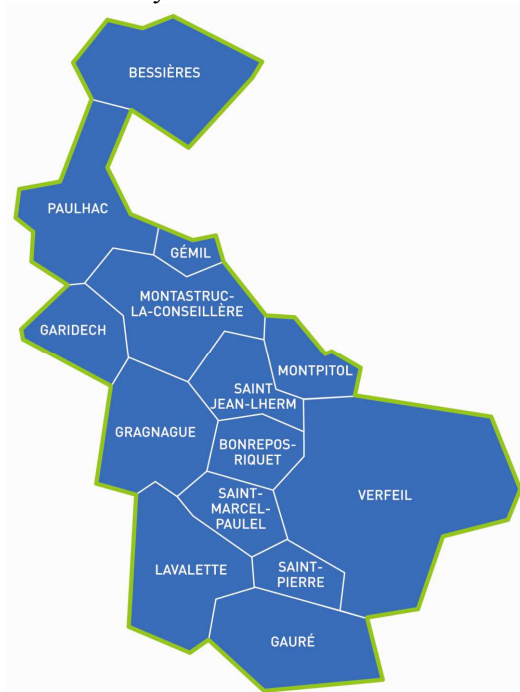 BESSIÈRES
PAULHAC
GÉMIL
MONTASTRUC-
LA-CONSEILLÈRE
GARIDECH
MONTPITOL
SAINT
JEAN-LHERM
GRAGNAGUE
BONREPOS-
RIQUET
SAINT-
MARCEL-
PAULEL
VERFEIL
LAVALETTE
SAINT-
PIERRE
GAURÉ